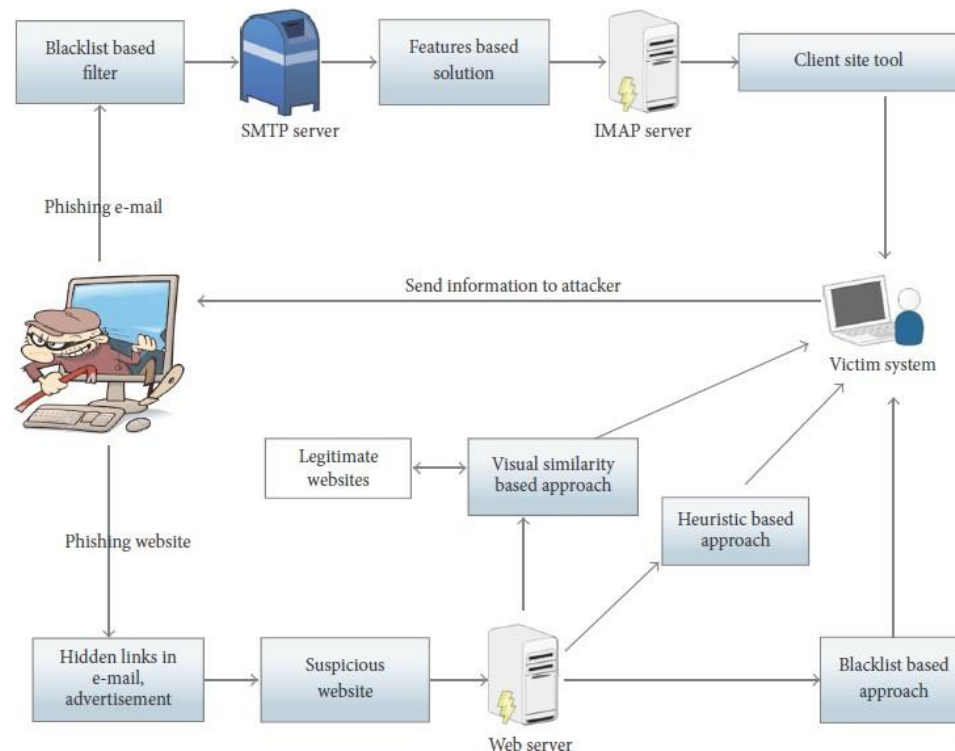 Blacklist based
filter
SMTP server
Features based
solution
IMAP server
Client site tool
Phishing e-mail
Send information to attacker
Victim system
Legitimate
websites
Visual similarity
based approach
Heuristic based
approach
Phishing website
Hidden links in
e-mail,
advertisement
Suspicious
website
Web server
Blacklist based
approach